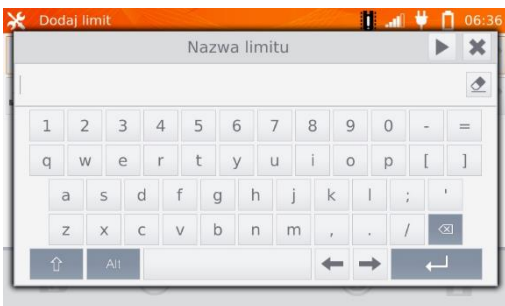 Dodaj limit 06:36
Nazwa limitu
1 2 3 4 5 6 7 8 9 0 - =
q w e r t y u i o p [ ]
a s d f g h j k l ; '
z x c v b n m , . /
Alt